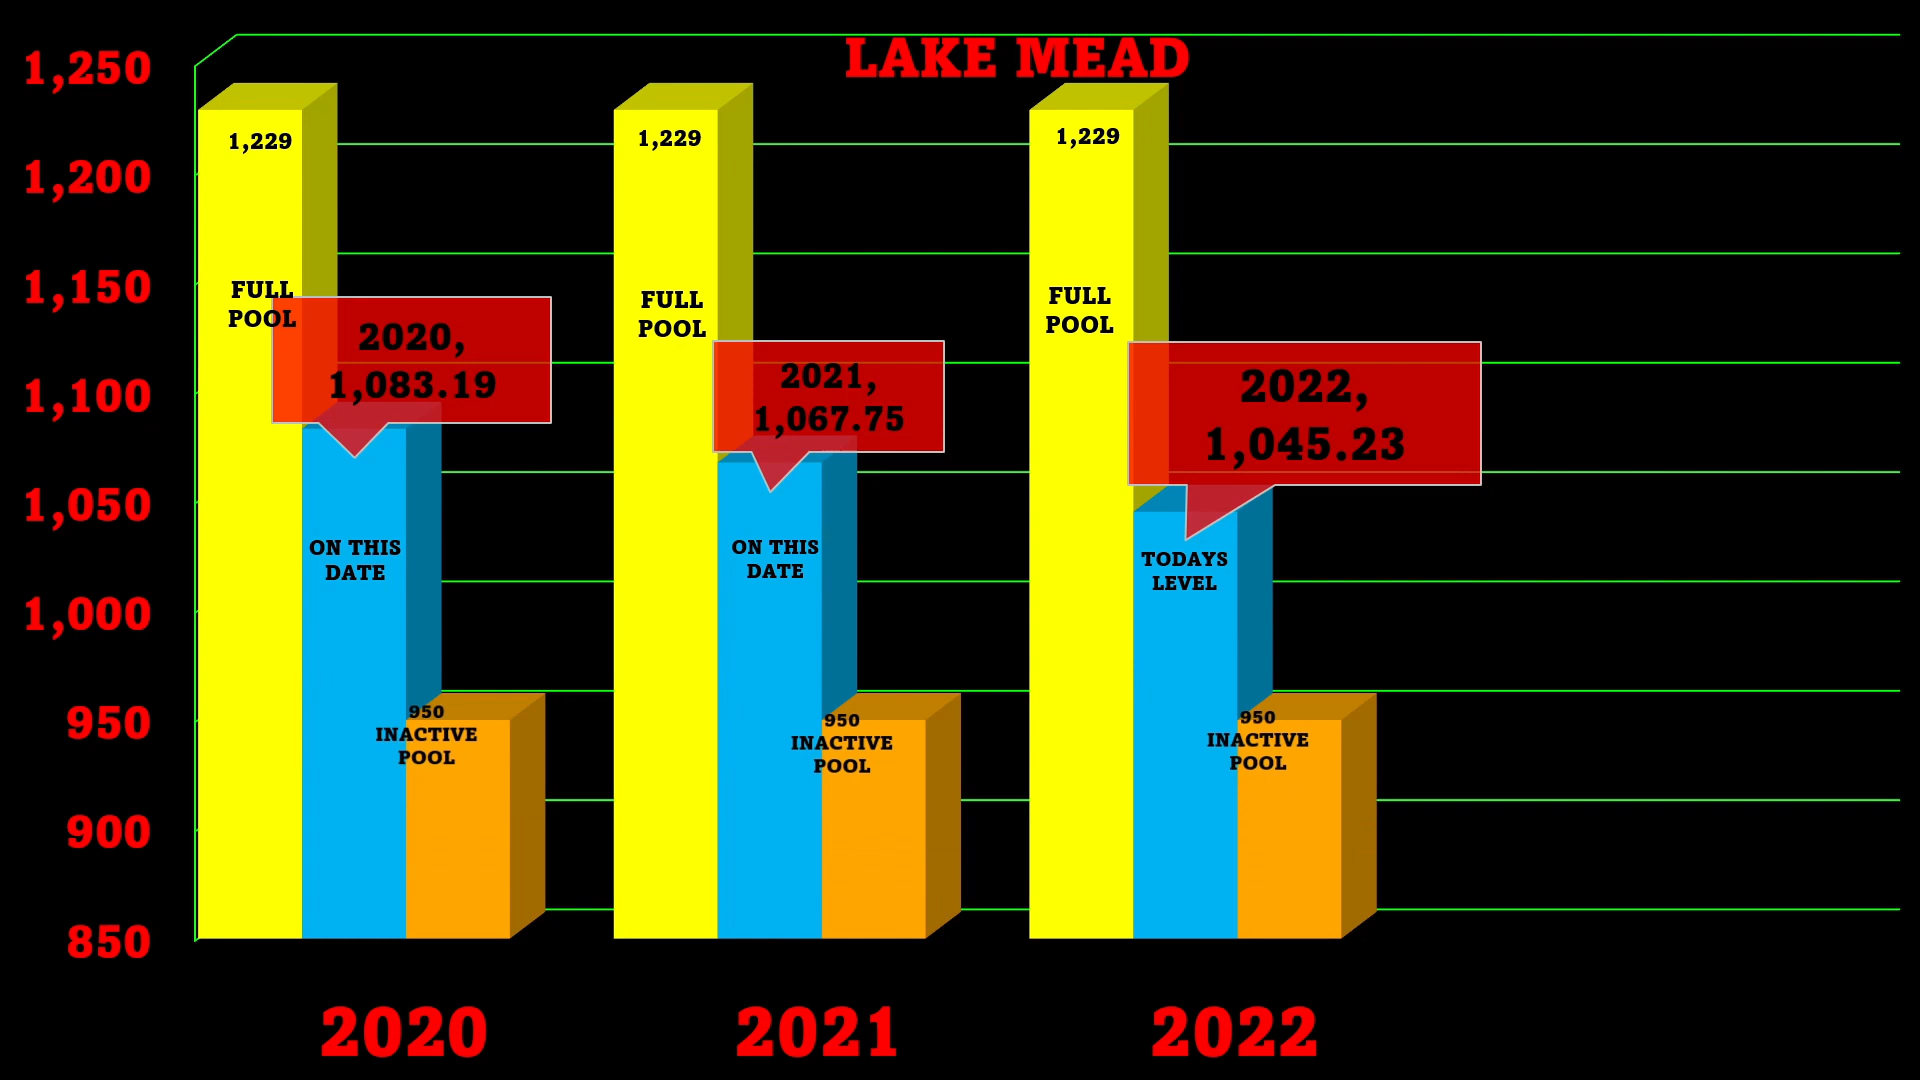 LAKE MEAD
1,250
1,200
1,150
1,100
1,050
1,000
950
900
850
1,229
FULL
POOL
2020,
1,083.19
ON THIS
DATE
950
INACTIVE
POOL
1,229
FULL
POOL
2021,
1,067.75
ON THIS
DATE
950
INACTIVE
POOL
1,229
FULL
POOL
2022,
1,045.23
TODAYS
LEVEL
950
INACTIVE
POOL
2020
2021
2022